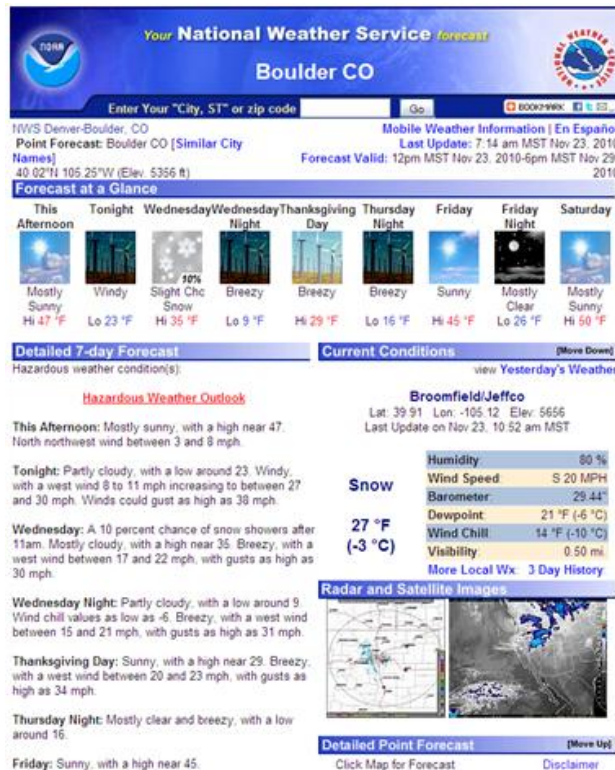 NOAA
Your National Weather Service forecast
NATIONAL WEATHER SERVICE
Boulder CO
Enter Your "City, ST" or zip code
Go
BOOKMARK
NWS Denver-Boulder, CO
Point Forecast: Boulder CO [Similar City
Names]
40.02°N 105.25°W (Elev. 5356 ft)
Mobile Weather Information | En Español
Last Update: 7:14 am MST Nov 23, 2010
Forecast Valid: 12pm MST Nov 23, 2010-6pm MST Nov 29,
2010
Forecast at a Glance
This
Afternoon
Mostly
Sunny
Hi 47 °F
Tonight
Windy
Lo 23 °F
Wednesday
10%
Slight Chc
Snow
Hi 35 °F
Wednesday
Night
Breezy
Lo 9 °F
Thanksgiving
Day
Breezy
Hi 29 °F
Thursday
Night
Breezy
Lo 16 °F
Friday
Sunny
Hi 45 °F
Friday
Night
Mostly
Clear
Lo 26 °F
Saturday
Mostly
Sunny
Hi 50 °F
Detailed 7-day Forecast
Hazardous weather condition(s):
Hazardous Weather Outlook
This Afternoon: Mostly sunny, with a high near 47.
North northwest wind between 3 and 8 mph.
Tonight: Partly cloudy, with a low around 23. Windy,
with a west wind 8 to 11 mph increasing to between 27
and 30 mph. Winds could gust as high as 38 mph.
Wednesday: A 10 percent chance of snow showers after
11am. Mostly cloudy, with a high near 35. Breezy, with a
west wind between 17 and 22 mph, with gusts as high as
30 mph.
Wednesday Night: Partly cloudy, with a low around 9.
Wind chill values as low as -6. Breezy, with a west wind
between 15 and 21 mph, with gusts as high as 31 mph.
Thanksgiving Day: Sunny, with a high near 29. Breezy,
with a west wind between 20 and 23 mph, with gusts as
high as 34 mph.
Thursday Night: Mostly clear and breezy, with a low
around 16.
Friday: Sunny, with a high near 45.
Current Conditions
[Move Down]
view Yesterday's Weather
Broomfield/Jeffco
Lat: 39.91 Lon: -105.12 Elev: 5656
Last Update on Nov 23, 10:52 am MST
Snow
27 °F
(-3 °C)
Humidity: 80 %
Wind Speed: S 20 MPH
Barometer: 29.44"
Dewpoint: 21 °F (-6 °C)
Wind Chill: 14 °F (-10 °C)
Visibility: 0.50 mi.
More Local Wx: 3 Day History:
Radar and Satellite Images
Detailed Point Forecast
[Move Up]
Click Map for Forecast
Disclaimer